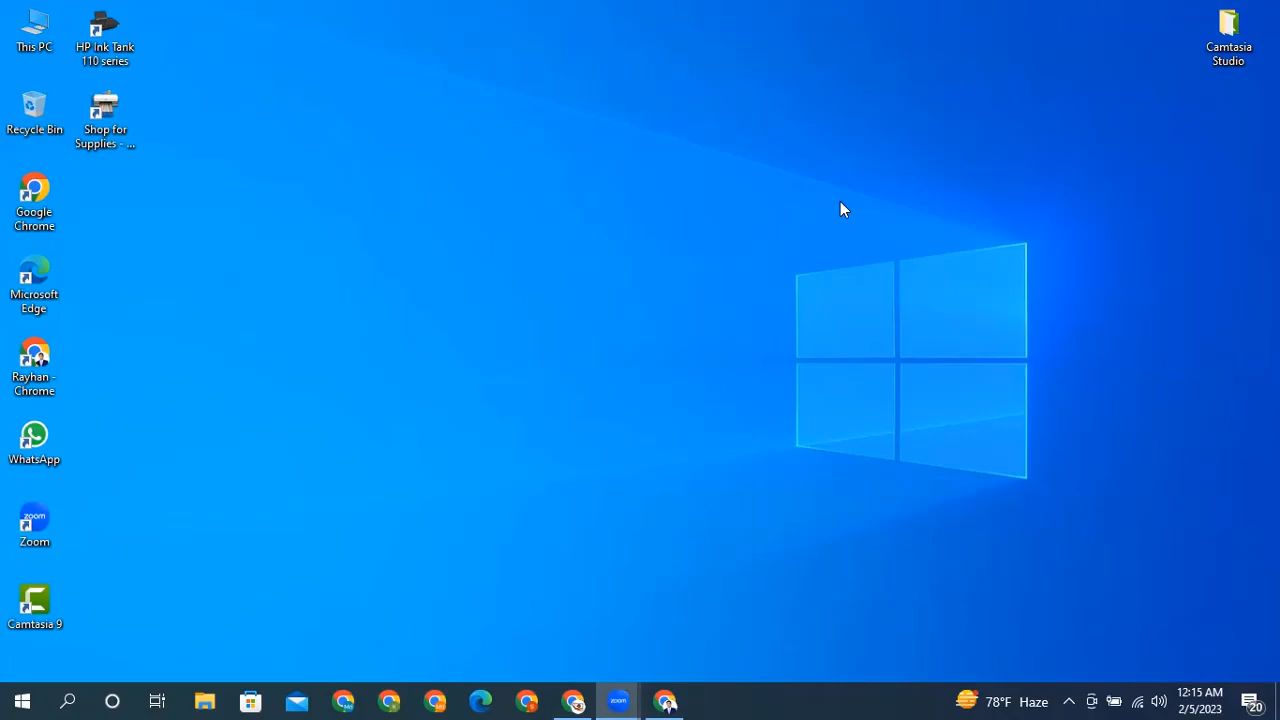 This PC
HP Ink Tank
110 series
Recycle Bin
Shop for
Supplies - ...
Google
Chrome
Microsoft
Edge
Rayhan -
Chrome
WhatsApp
zoom
Zoom
Camtasia 9
Camtasia
Studio
zoom
78°F Haze
12:15 AM
2/5/2023
20